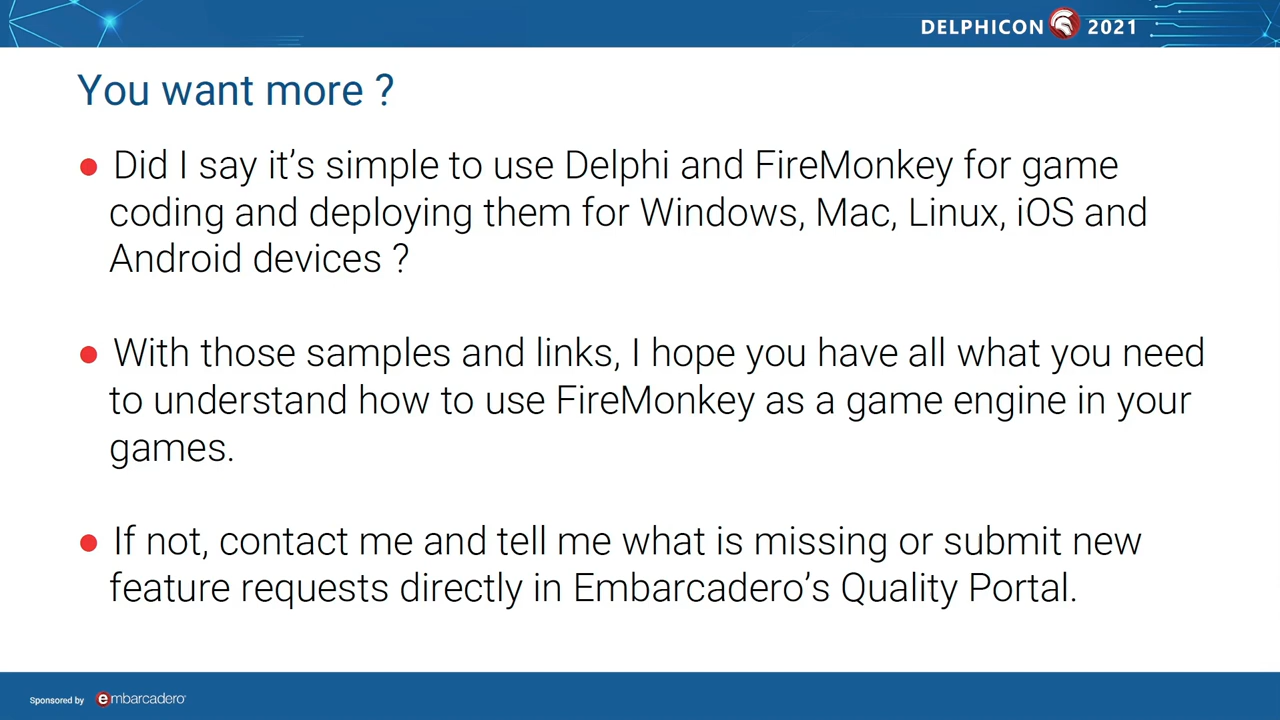 DELPHICON 2021
You want more ?
Did I say it’s simple to use Delphi and FireMonkey for game
coding and deploying them for Windows, Mac, Linux, iOS and
Android devices ?
With those samples and links, I hope you have all what you need
to understand how to use FireMonkey as a game engine in your
games.
If not, contact me and tell me what is missing or submit new
feature requests directly in Embarcadero’s Quality Portal.
Sponsored by embarcadero